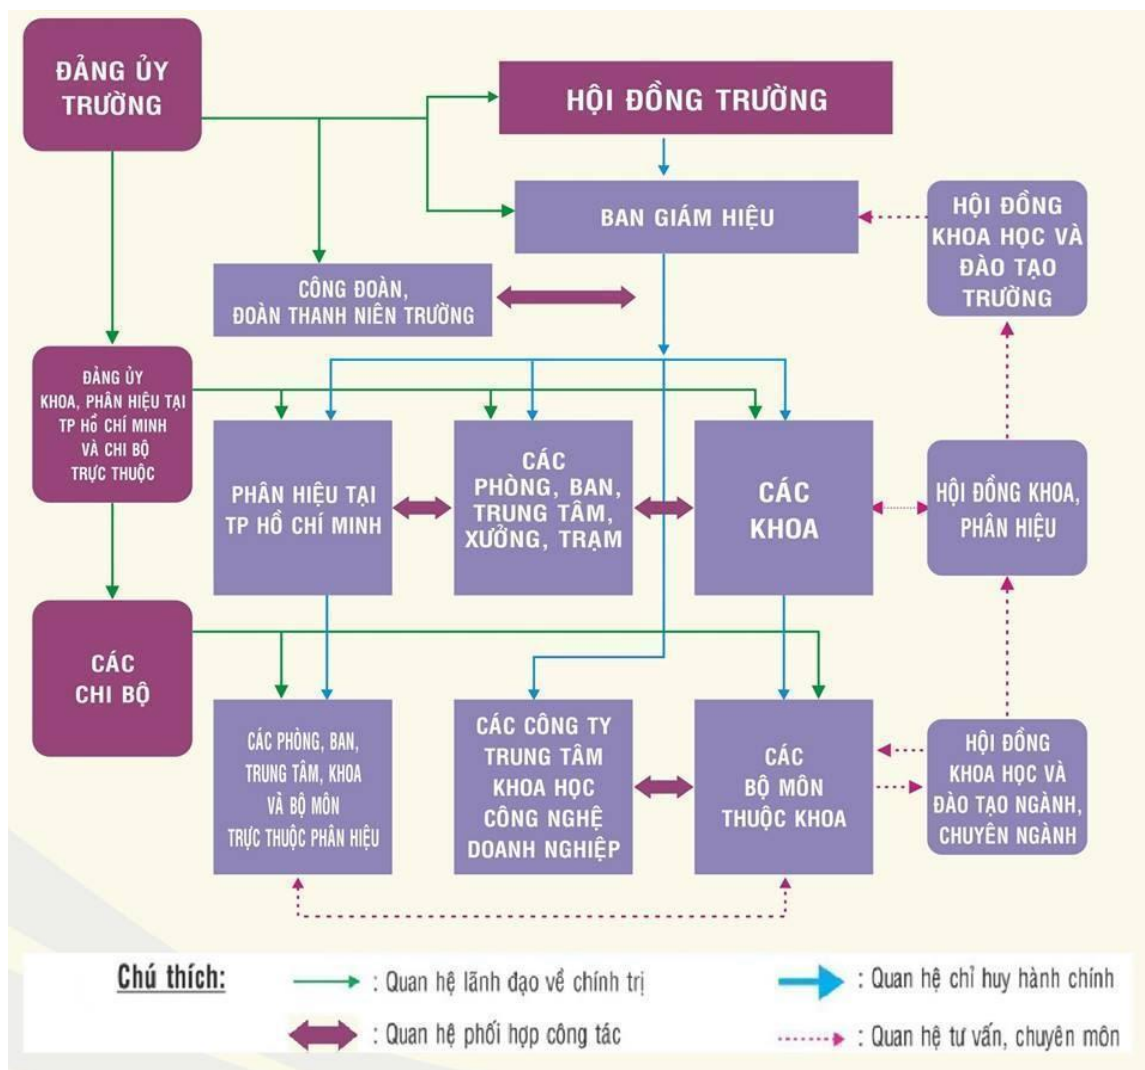 ĐẢNG ỦY
TRƯỜNG
HỘI ĐỒNG TRƯỜNG
BAN GIÁM HIỆU
HỘI ĐỒNG
KHOA HỌC VÀ
ĐÀO TẠO
TRƯỜNG
CÔNG ĐOÀN,
ĐOÀN THANH NIÊN TRƯỜNG
ĐẢNG ỦY
KHOA, PHÂN HIỆU TẠI
TP HỒ CHÍ MINH
VÀ CHI BỘ
TRỰC THUỘC
PHÂN HIỆU TẠI
TP HỒ CHÍ MINH
CÁC
PHÒNG, BAN,
TRUNG TÂM,
XƯỞNG, TRẠM
CÁC
KHOA
HỘI ĐỒNG KHOA,
PHÂN HIỆU
CÁC
CHI BỘ
CÁC PHÒNG, BAN,
TRUNG TÂM, KHOA
VÀ BỘ MÔN
TRỰC THUỘC PHÂN HIỆU
CÁC CÔNG TY
TRUNG TÂM
KHOA HỌC
CÔNG NGHỆ
DOANH NGHIỆP
CÁC
BỘ MÔN
THUỘC KHOA
HỘI ĐỒNG
KHOA HỌC VÀ
ĐÀO TẠO NGÀNH,
CHUYÊN NGÀNH
Chú thích:
: Quan hệ lãnh đạo về chính trị
: Quan hệ chỉ huy hành chính
: Quan hệ phối hợp công tác
: Quan hệ tư vấn, chuyên môn